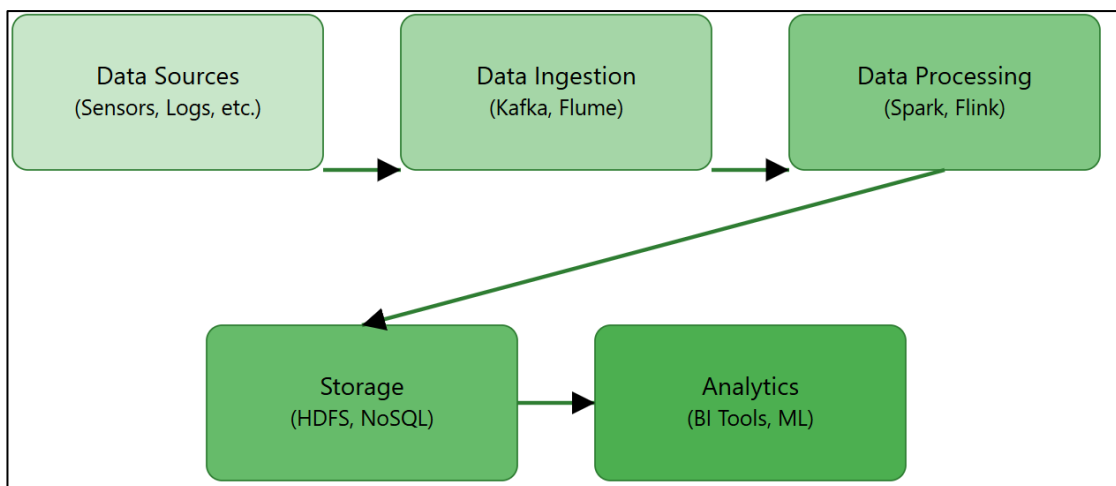 Data Sources
(Sensors, Logs, etc.)
Data Ingestion
(Kafka, Flume)
Data Processing
(Spark, Flink)
Storage
(HDFS, NoSQL)
Analytics
(BI Tools, ML)